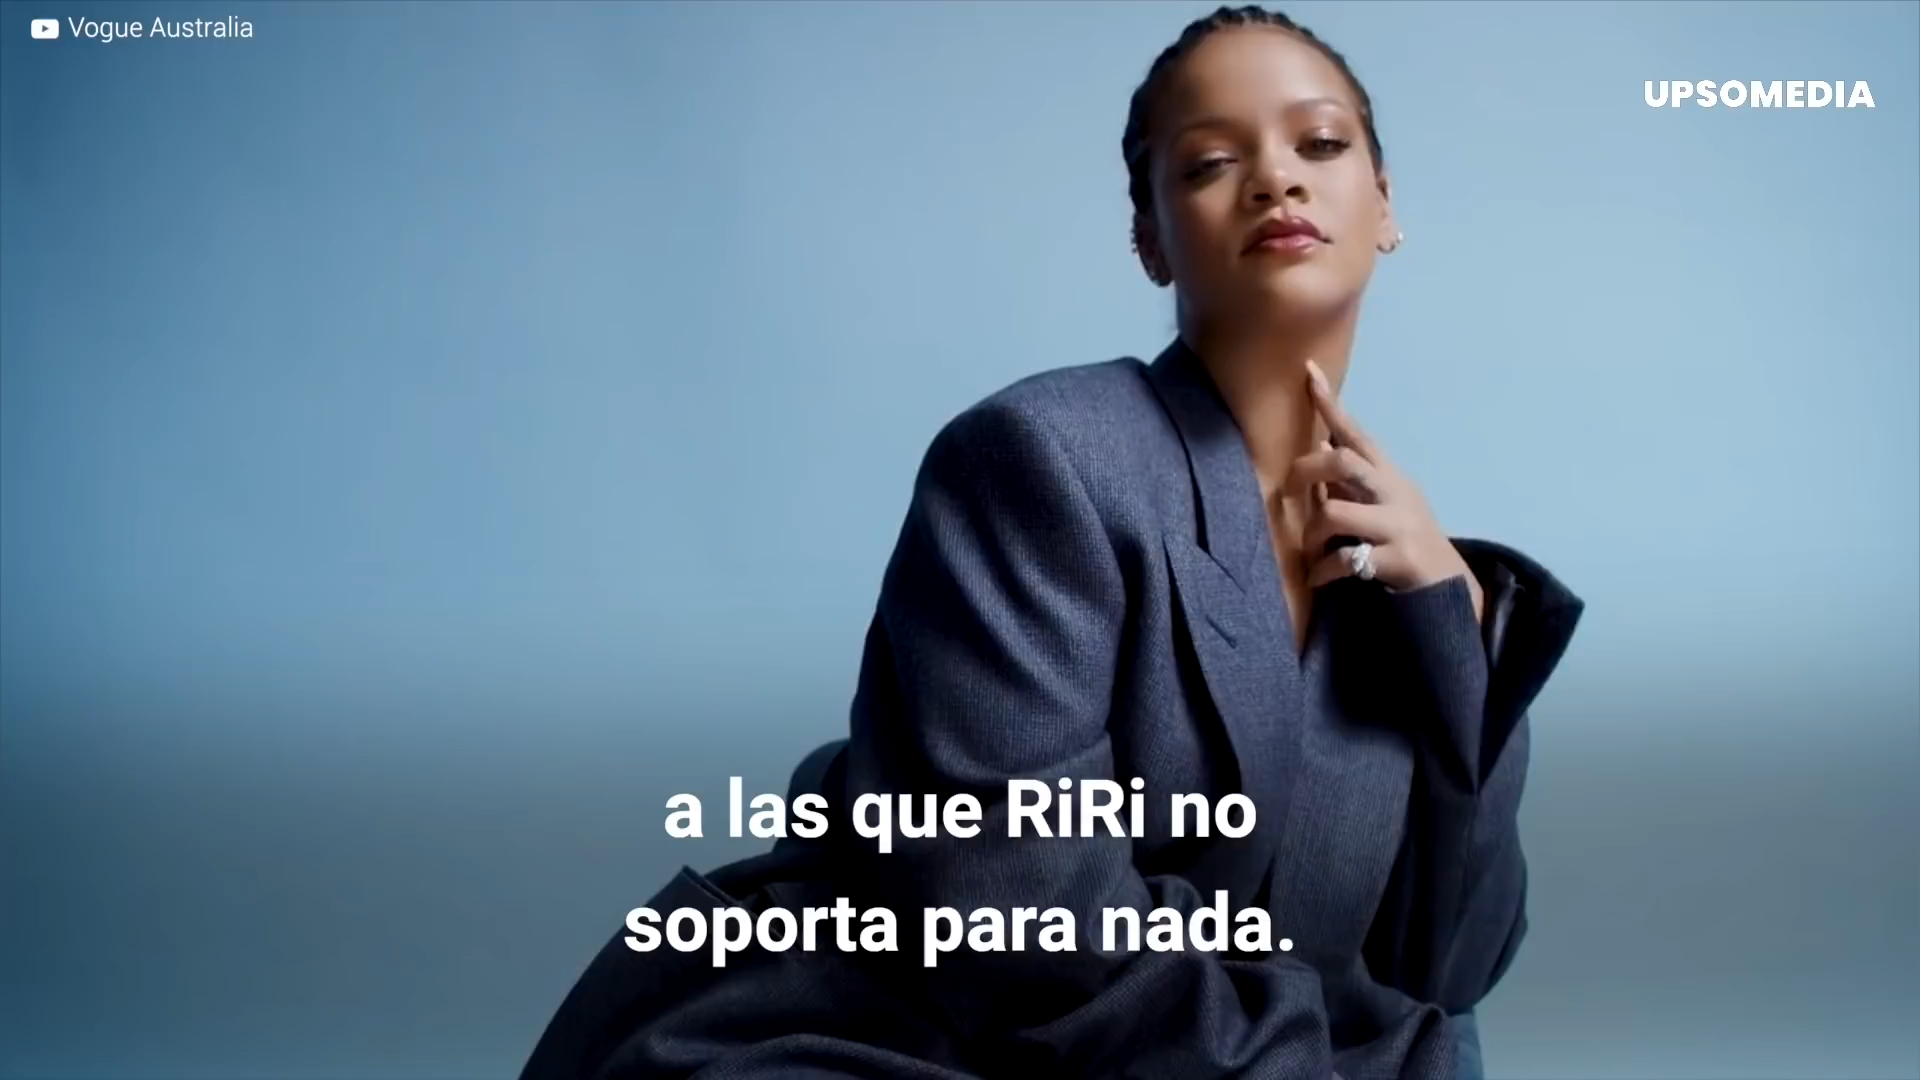 Vogue Australia
UPSOMEDIA
a las que RiRi no
soporta para nada.